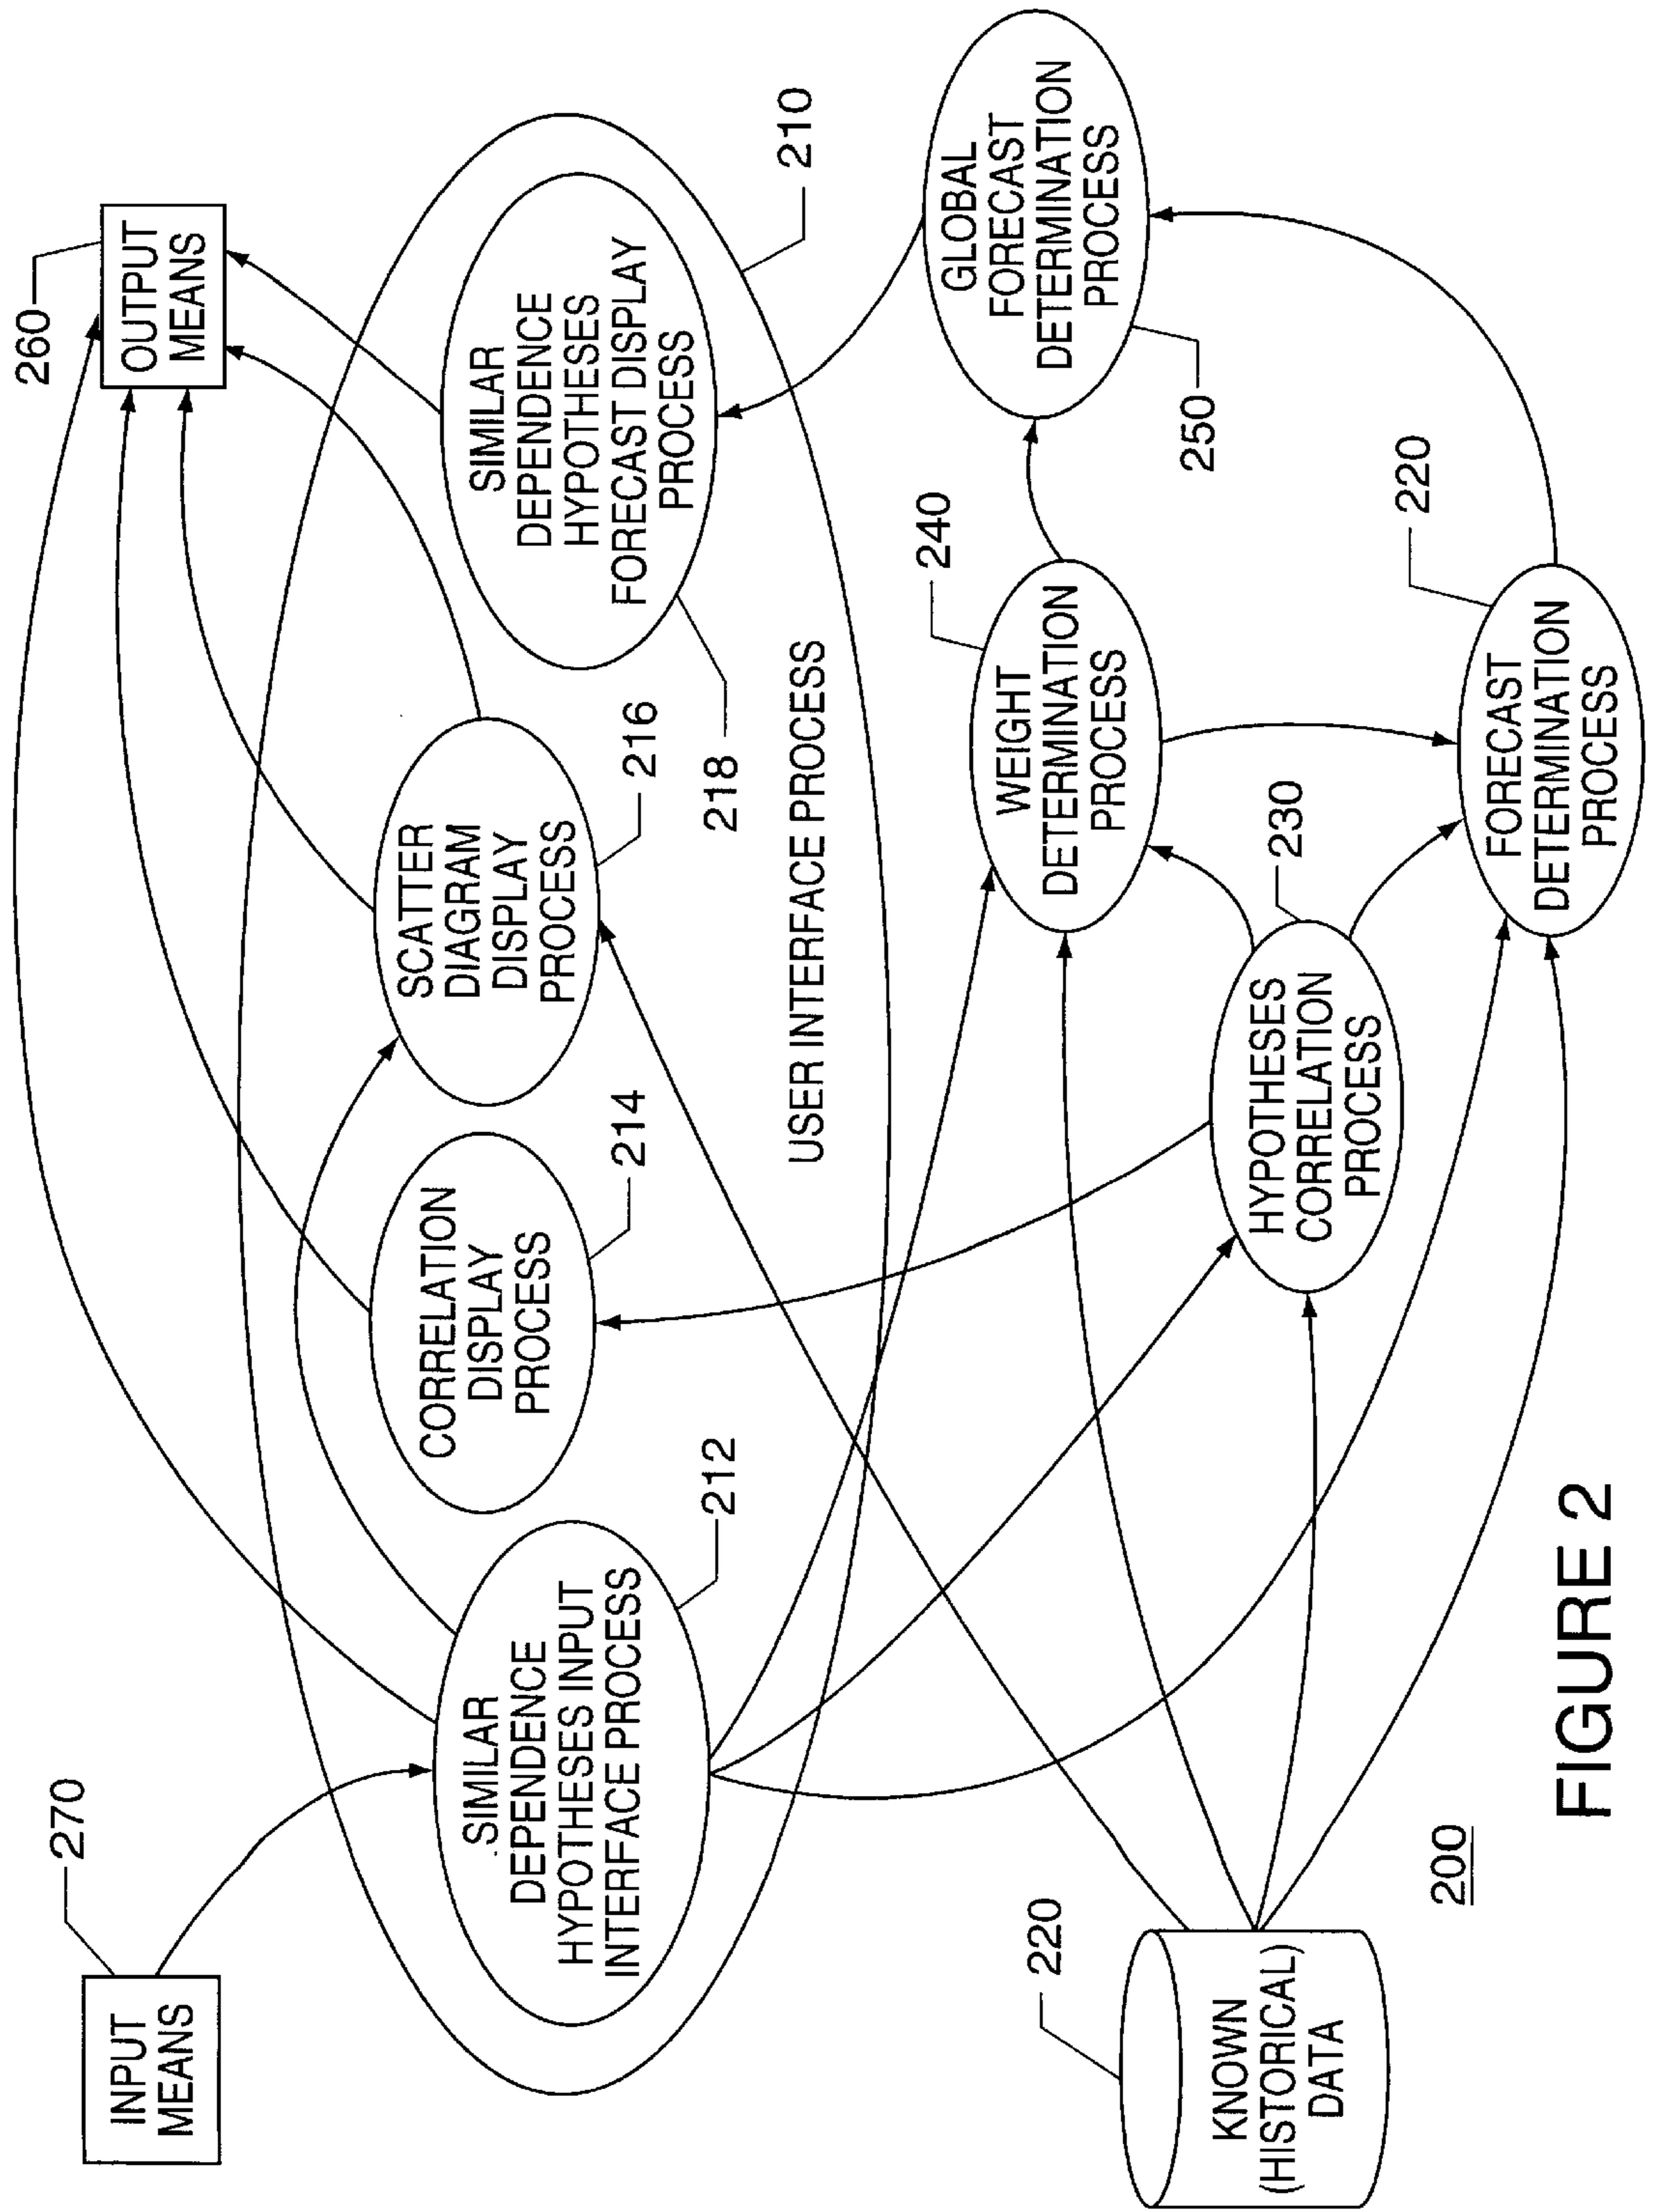 270
INPUT
MEANS
260
OUTPUT
MEANS
SIMILAR
DEPENDENCE
HYPOTHESES INPUT
INTERFACE PROCESS
212
CORRELATION
DISPLAY
PROCESS
214
SCATTER
DIAGRAM
DISPLAY
PROCESS
216
SIMILAR
DEPENDENCE
HYPOTHESES
FORECAST DISPLAY
PROCESS
218
210
USER INTERFACE PROCESS
220
KNOWN
(HISTORICAL)
DATA
HYPOTHESES
CORRELATION
PROCESS
230
WEIGHT
DETERMINATION
PROCESS
240
GLOBAL
FORECAST
DETERMINATION
PROCESS
250
FORECAST
DETERMINATION
PROCESS
220
200
FIGURE 2